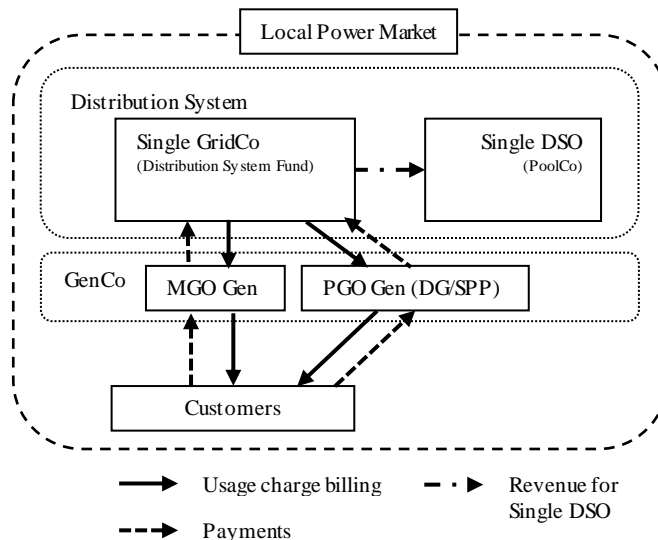 Local Power Market
Distribution System
Single GridCo
(Distribution System Fund)
Single DSO
(PoolCo)
GenCo
MGO Gen
PGO Gen (DG/SPP)
Customers
Usage charge billing
Payments
Revenue for
Single DSO